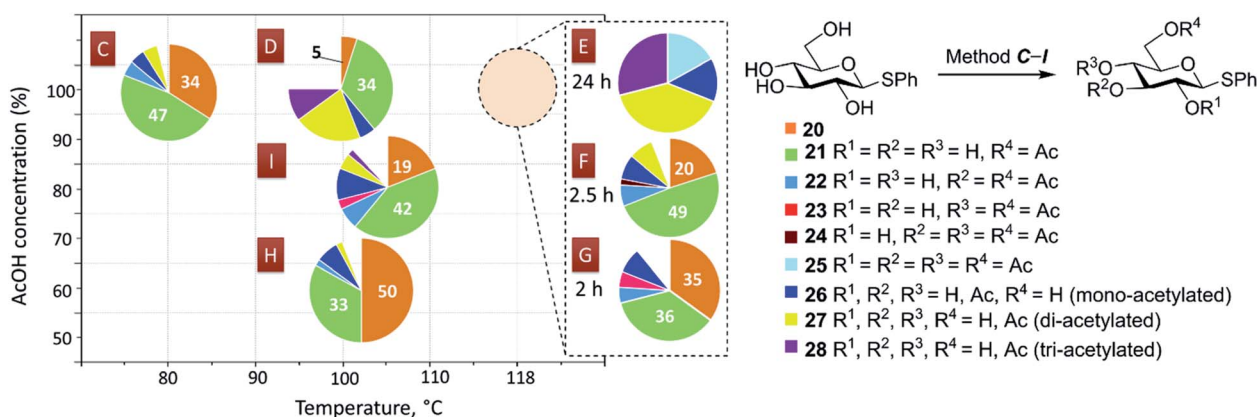 AcOH concentration (%)
100
90
80
70
60
50
70
80
90
100
110
118
Temperature, °C
C
34
47
D
5
34
I
19
42
H
50
33
E
24 h
F
2.5 h
20
49
G
2 h
35
36
OH
HO
HO
OH
O
SPh
Method C–I
OR⁴
R³O
R²O
OR¹
O
SPh
20
21 R¹ = R² = R³ = H, R⁴ = Ac
22 R¹ = R³ = H, R² = R⁴ = Ac
23 R¹ = R² = H, R³ = R⁴ = Ac
24 R¹ = H, R² = R³ = R⁴ = Ac
25 R¹ = R² = R³ = R⁴ = Ac
26 R¹, R², R³ = H, Ac, R⁴ = H (mono-acetylated)
27 R¹, R², R³, R⁴ = H, Ac (di-acetylated)
28 R¹, R², R³, R⁴ = H, Ac (tri-acetylated)